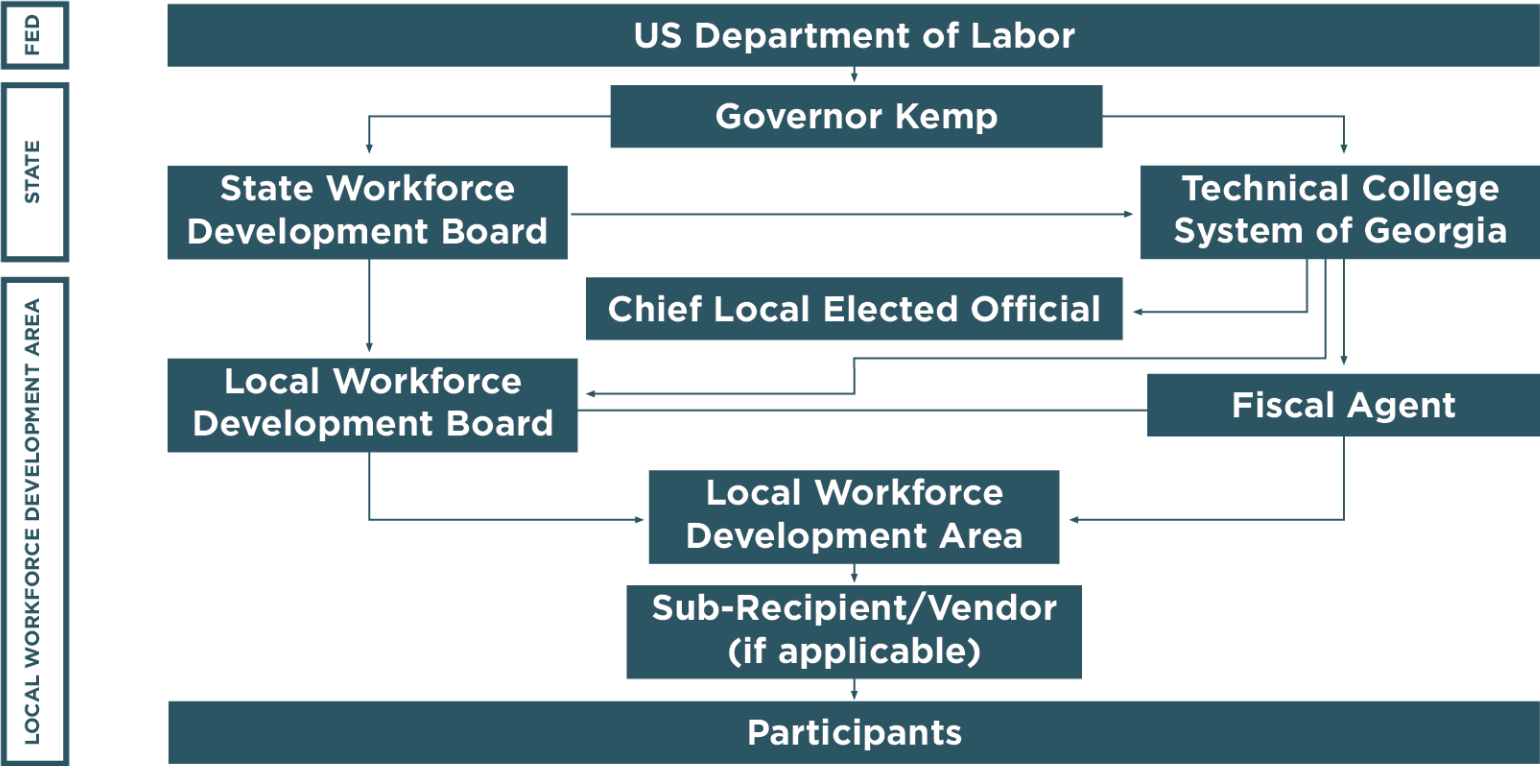 FED
US Department of Labor
STATE
Governor Kemp
State Workforce
Development Board
Technical College
System of Georgia
LOCAL WORKFORCE DEVELOPMENT AREA
Chief Local Elected Official
Local Workforce
Development Board
Fiscal Agent
Local Workforce
Development Area
Sub-Recipient/Vendor
(if applicable)
Participants